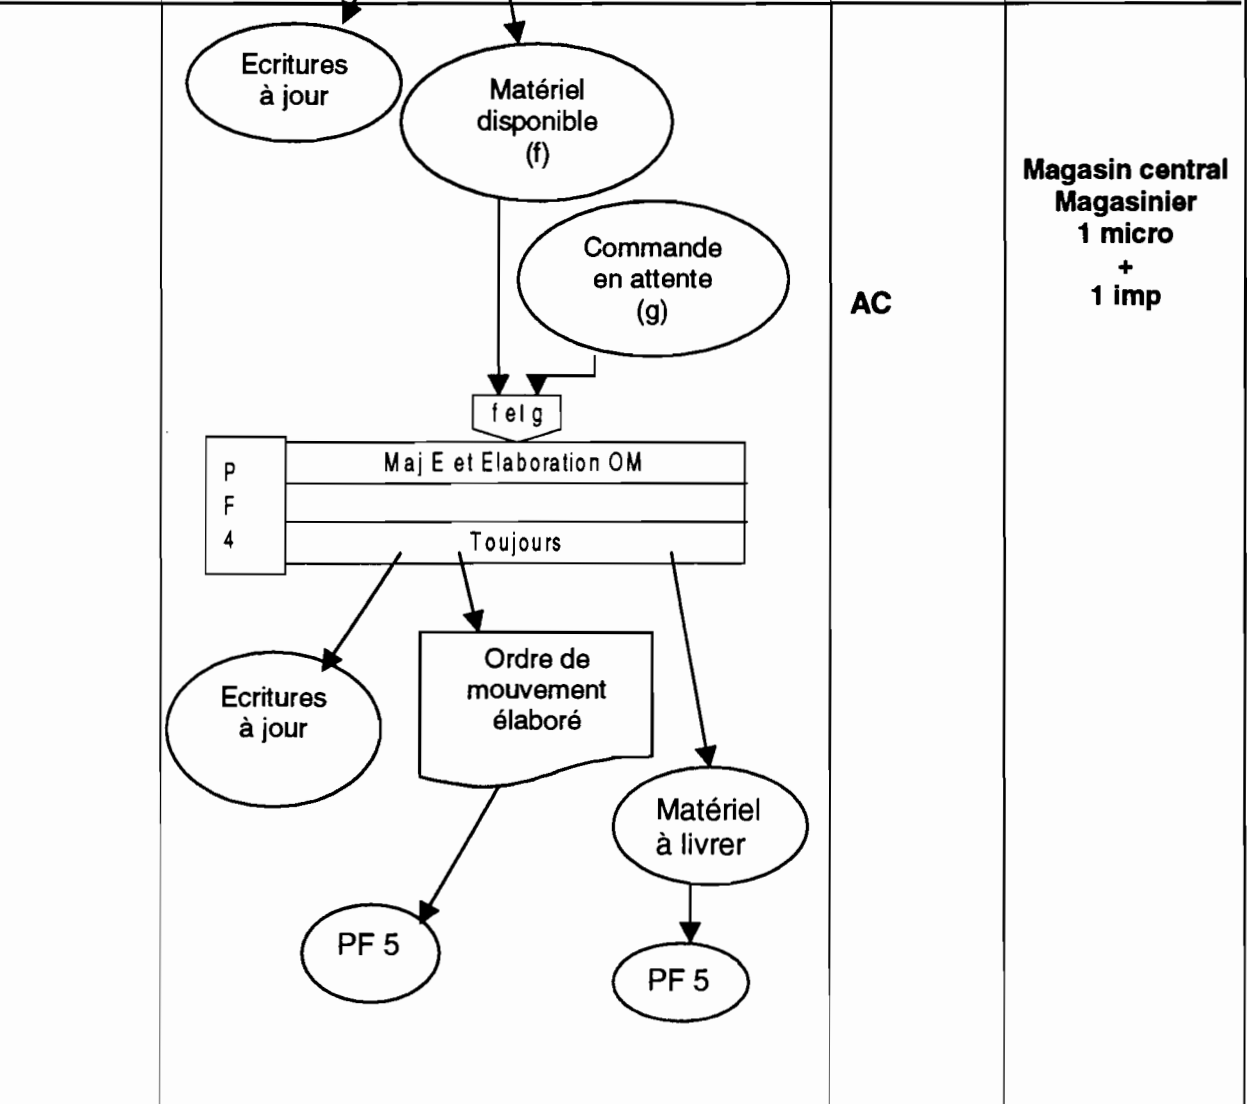 Ecritures
à jour
Matériel
disponible
(f)
Magasin central
Magasinier
1 micro
+
1 imp
Commande
en attente
(g)
AC
f et g
P
F
4
Maj E et Elaboration OM
Toujours
Ordre de
mouvement
élaboré
Ecritures
à jour
Matériel
à livrer
PF 5
PF 5